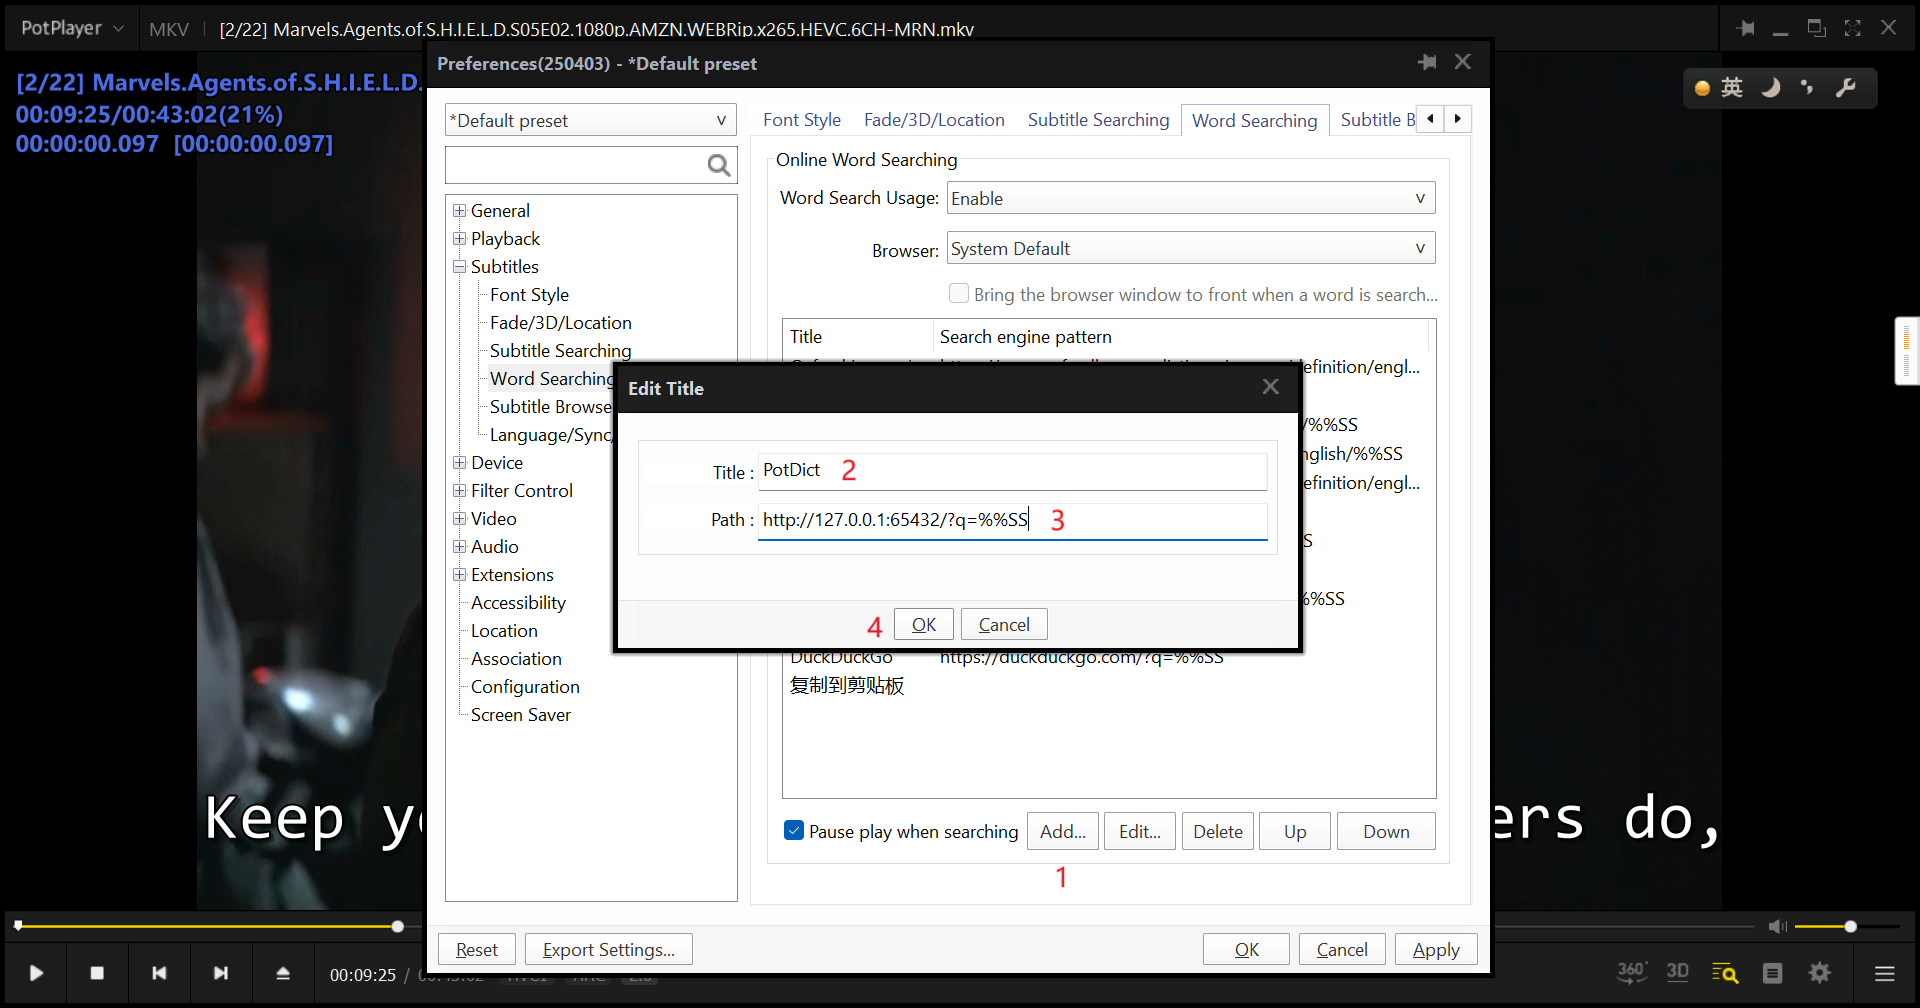 PotPlayer
MKV
[2/22] Marvels.Agents.of.S.H.I.E.L.D.S05E02.1080p.AMZN.WEBRip.x265.HEVC.6CH-MRN.mkv
[2/22] Marvels.Agents.of.S.H.I.E.L.D.
00:09:25/00:43:02(21%)
00:00:00.097 [00:00:00.097]
英
Preferences(250403) - *Default preset
*Default preset
General
Playback
Subtitles
Font Style
Fade/3D/Location
Subtitle Searching
Word Searching
Subtitle Browse
Language/Sync/
Device
Filter Control
Video
Audio
Extensions
Accessibility
Location
Association
Configuration
Screen Saver
Font Style
Fade/3D/Location
Subtitle Searching
Word Searching
Subtitle B
Online Word Searching
Word Search Usage: Enable
Browser: System Default
Bring the browser window to front when a word is search...
Title Search engine pattern
efinition/engl...
/%%SS
nglish/%%SS
efinition/engl...
S
%%SS
DuckDuckGo https://duckduckgo.com/?q=%%SS
复制到剪贴板
Edit Title
Title : PotDict 2
Path : http://127.0.0.1:65432/?q=%%SS 3
4 OK Cancel
Pause play when searching Add... Edit... Delete Up Down
1
Reset Export Settings... OK Cancel Apply
Keep y
ers do,
00:09:25 /
360°
3D